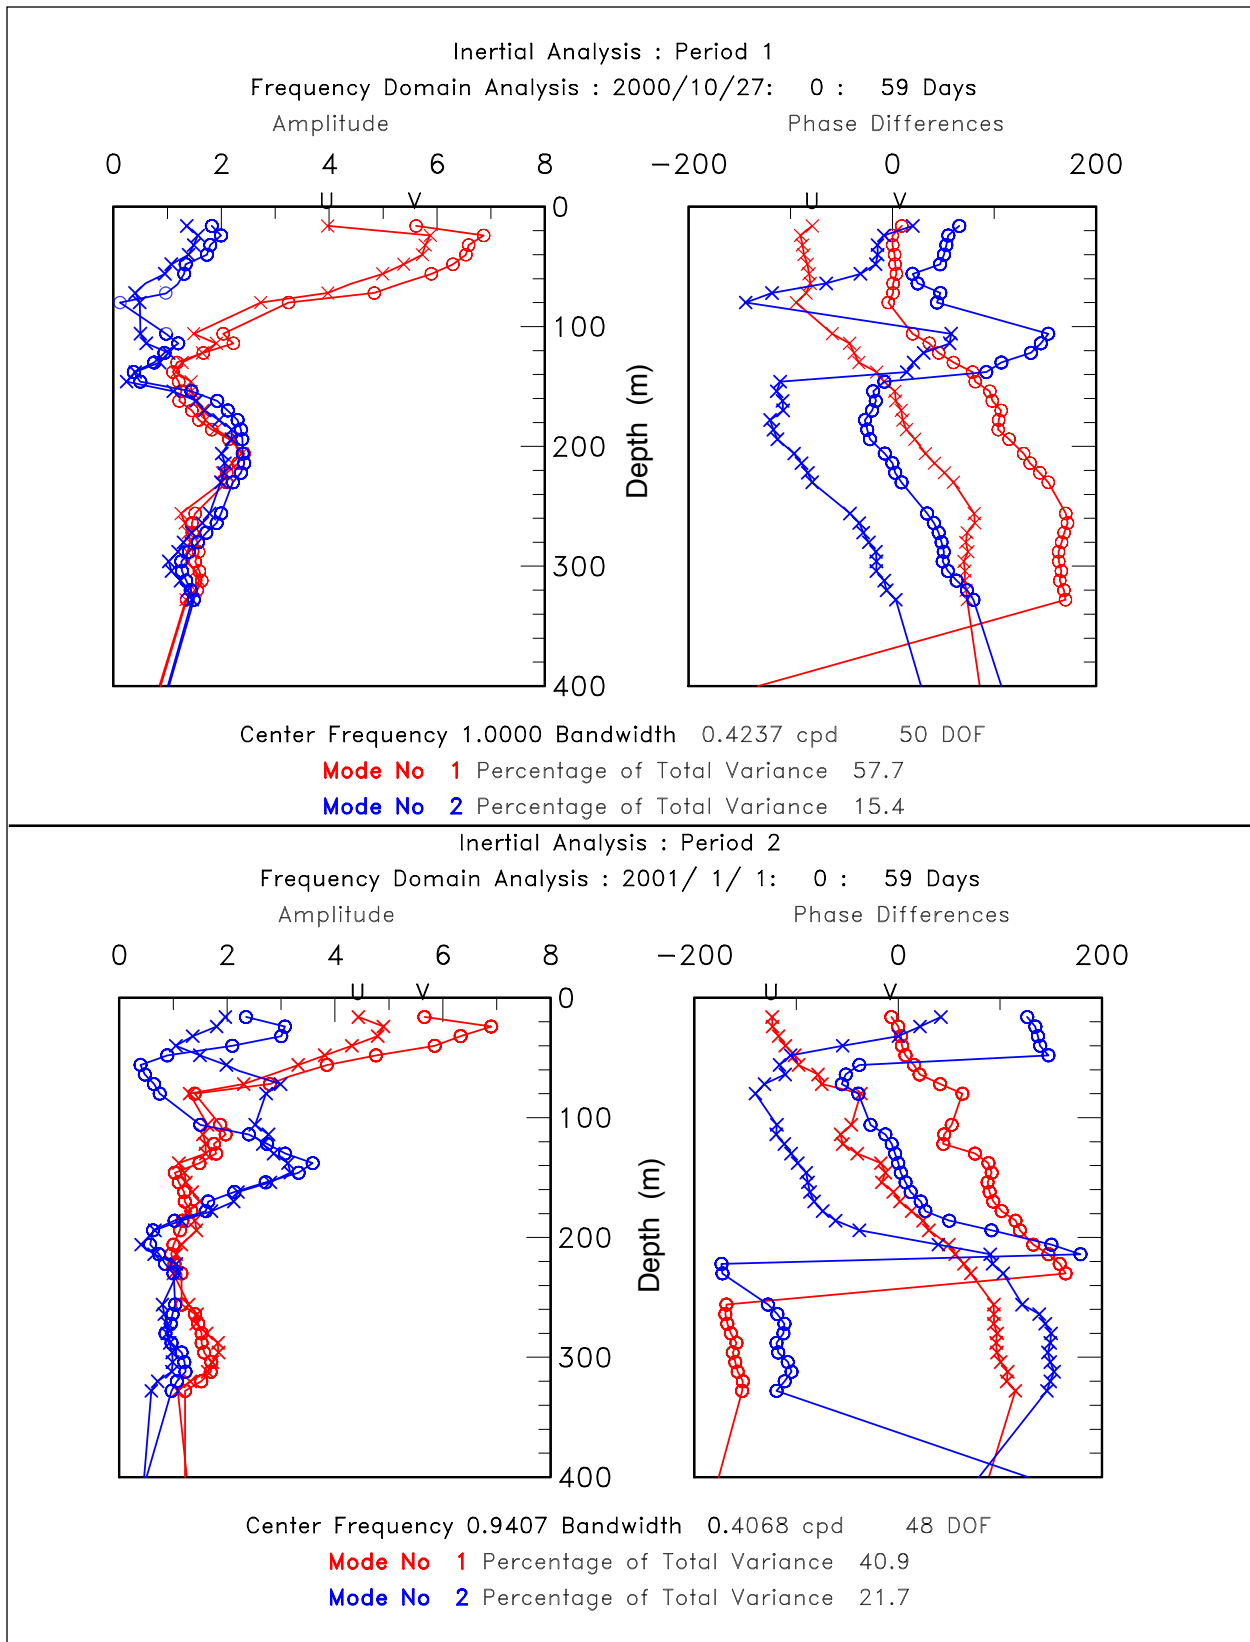 Inertial Analysis : Period 1
Frequency Domain Analysis : 2000/10/27: 0 : 59 Days
Amplitude Phase Differences
0 2 4 6 8 −200 0 200
U V U V
0
100
200
300
400
Depth (m)
Center Frequency 1.0000 Bandwidth 0.4237 cpd 50 DOF
Mode No 1 Percentage of Total Variance 57.7
Mode No 2 Percentage of Total Variance 15.4
Inertial Analysis : Period 2
Frequency Domain Analysis : 2001/ 1/ 1: 0 : 59 Days
Amplitude Phase Differences
0 2 4 6 8 −200 0 200
U V U V
0
100
200
300
400
Depth (m)
Center Frequency 0.9407 Bandwidth 0.4068 cpd 48 DOF
Mode No 1 Percentage of Total Variance 40.9
Mode No 2 Percentage of Total Variance 21.7